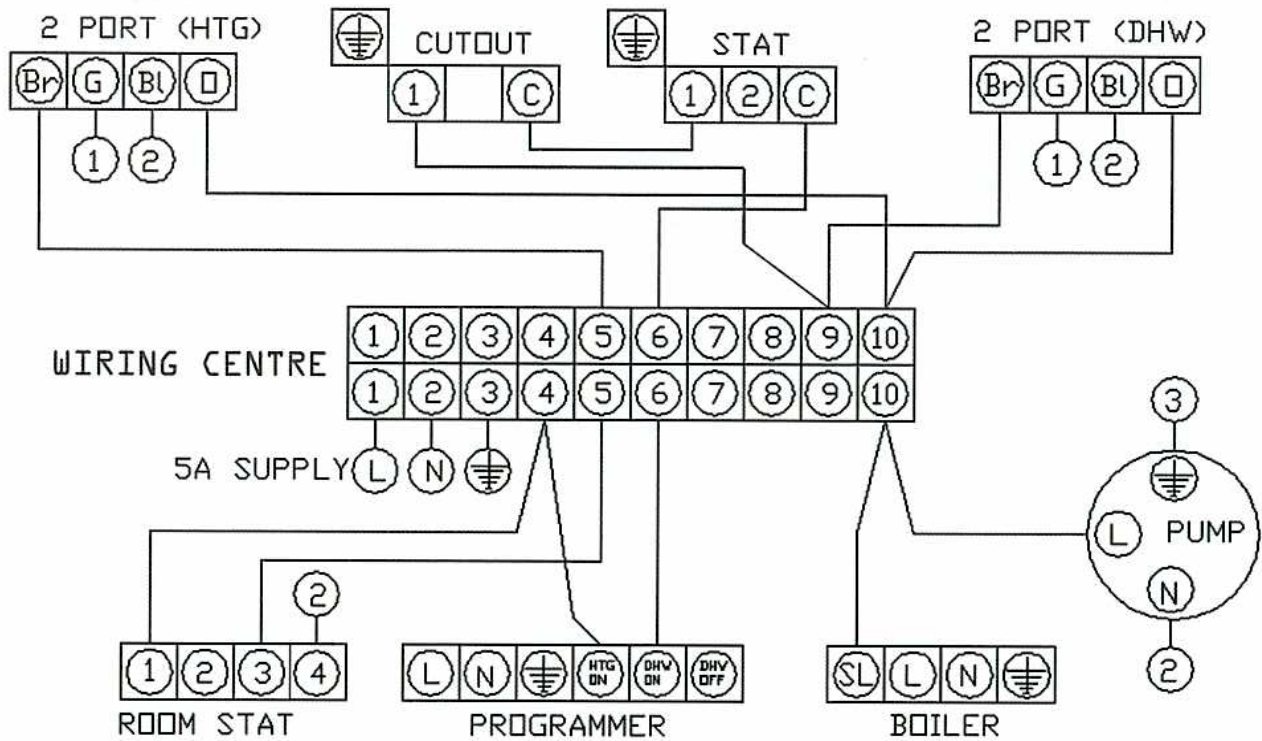 2 PORT (HTG)
CUTOUT
STAT
2 PORT (DHW)
Br G Bl O
1 C
1 2 C
Br G Bl O
1 2
1 2
WIRING CENTRE
1 2 3 4 5 6 7 8 9 10
1 2 3 4 5 6 7 8 9 10
5A SUPPLY L N
3
L PUMP
N
2
2
1 2 3 4
L N HTG ON DHW ON DHW OFF
SL L N
ROOM STAT
PROGRAMMER
BOILER